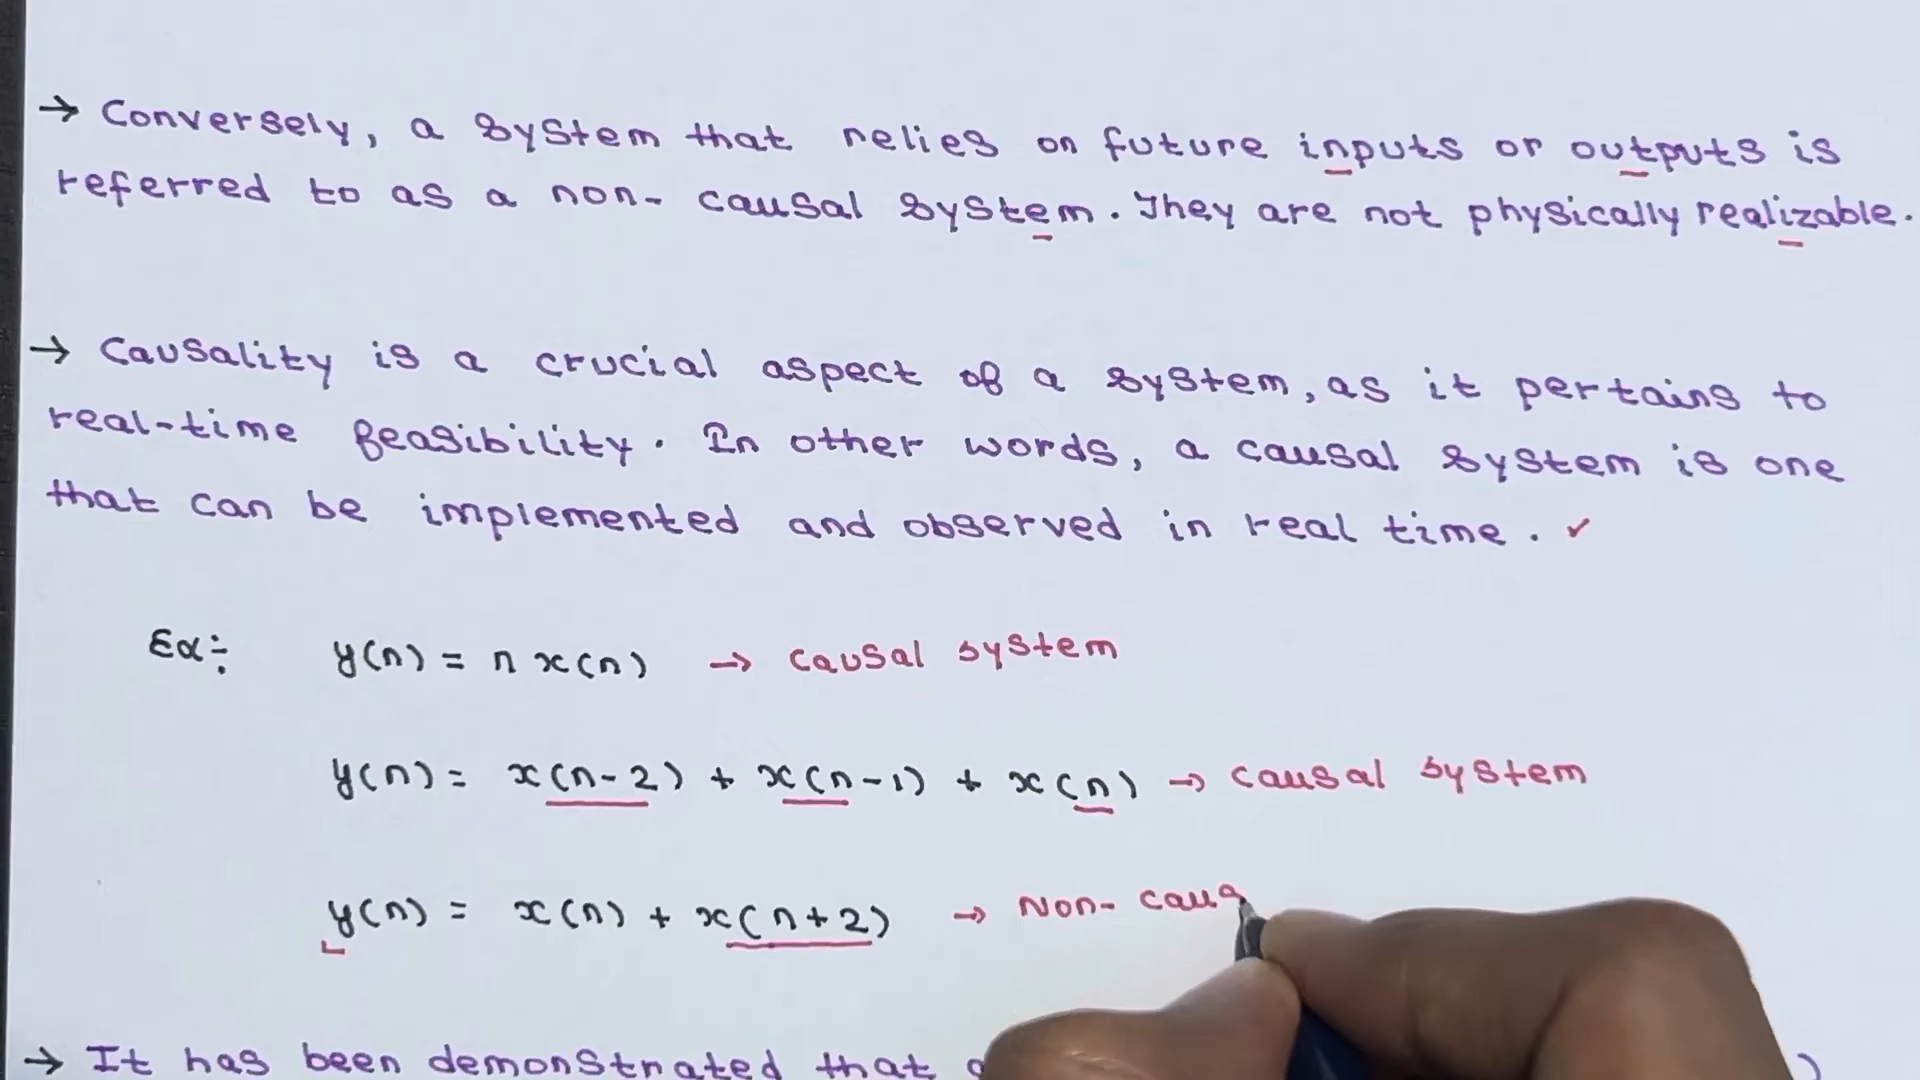 → Conversely, a system that relies on future inputs or outputs is
referred to as a non-causal system. They are not physically realizable.
→ Causality is a crucial aspect of a system, as it pertains to
real-time feasibility. In other words, a causal system is one
that can be implemented and observed in real time. ✓
Ex:- y(n) = n x(n) → causal system
y(n) = x(n-2) + x(n-1) + x(n) → causal system
y(n) = x(n) + x(n+2) → Non-caus
→ It has been demonstrated that